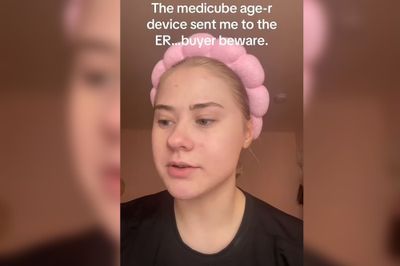 The medicube age-r
device sent me to the
ER...buyer beware.